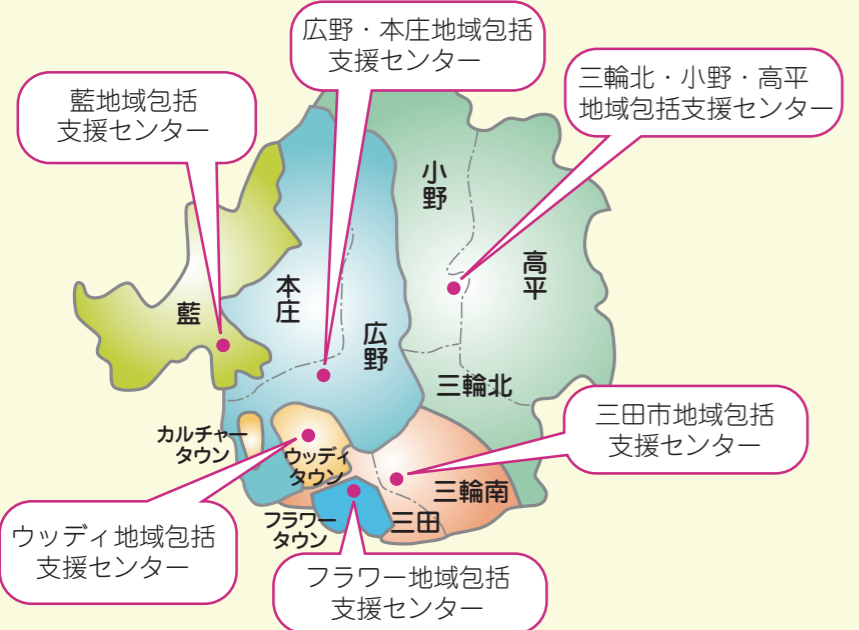 広野・本庄地域包括
支援センター
三輪北・小野・高平
地域包括支援センター
藍地域包括
支援センター
小野
高平
本庄
藍
広野
三輪北
三田市地域包括
支援センター
カルチャー
タウン
ウッディ
タウン
三輪南
フラワー
タウン
三田
ウッディ地域包括
支援センター
フラワー地域包括
支援センター